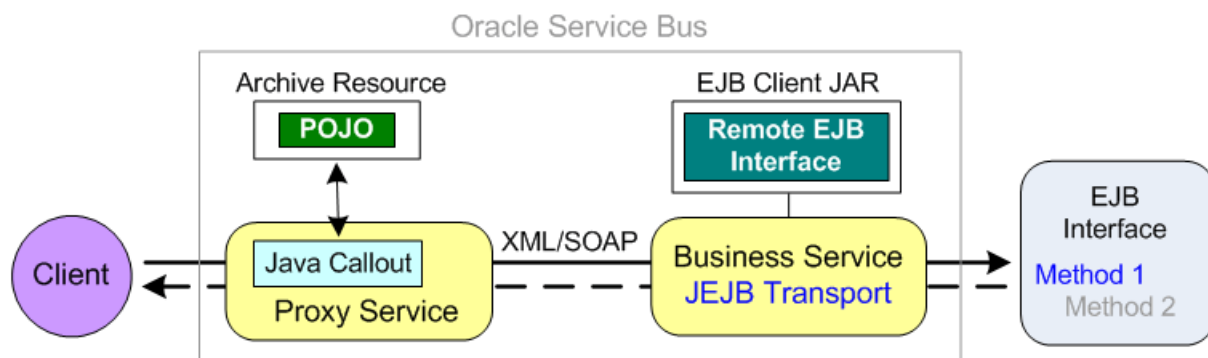 Oracle Service Bus
Archive Resource
POJO
EJB Client JAR
Remote EJB
Interface
Client
Java Callout
Proxy Service
XML/SOAP
Business Service
JEJB Transport
EJB
Interface
Method 1
Method 2